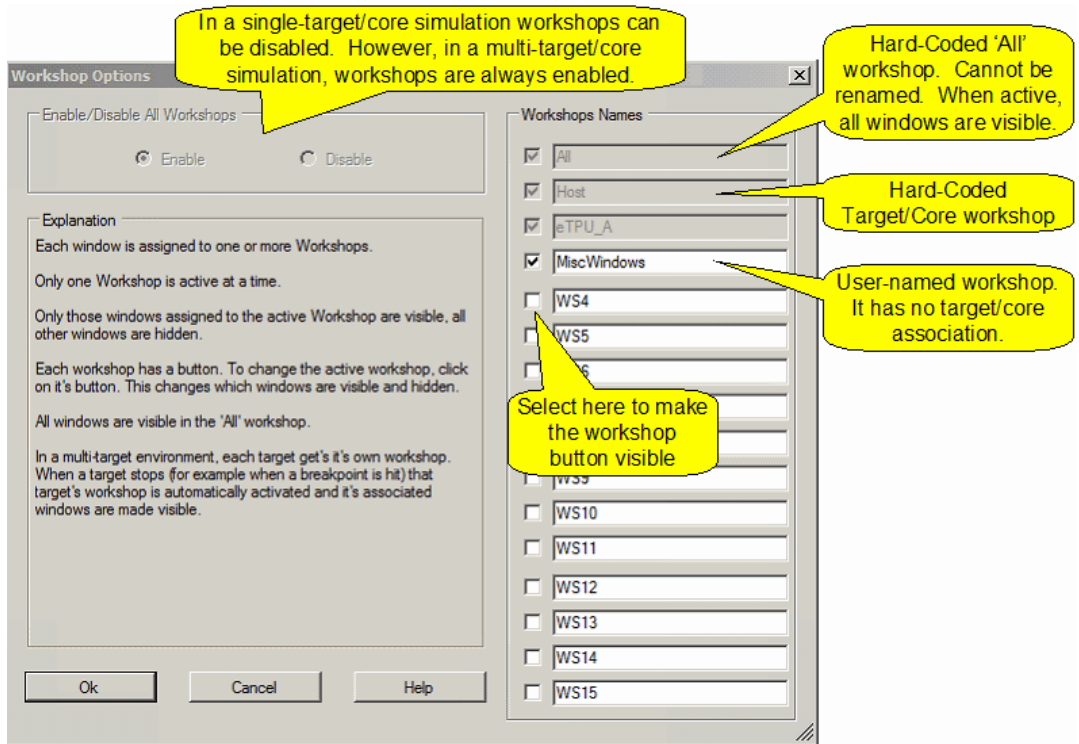 In a single-target/core simulation workshops can
be disabled. However, in a multi-target/core
simulation, workshops are always enabled.
Hard-Coded ‘All’
workshop. Cannot be
renamed. When active,
all windows are visible.
Workshop Options
Enable/Disable All Workshops
Enable
Disable
Explanation
Each window is assigned to one or more Workshops.
Only one Workshop is active at a time.
Only those windows assigned to the active Workshop are visible, all
other windows are hidden.
Each workshop has a button. To change the active workshop, click
on it's button. This changes which windows are visible and hidden.
All windows are visible in the 'All' workshop.
In a multi-target environment, each target get's it's own workshop.
When a target stops (for example when a breakpoint is hit) that
target's workshop is automatically activated and it's associated
windows are made visible.
Ok
Cancel
Help
Workshops Names
All
Host
eTPU_A
MiscWindows
WS4
WS5
WS9
WS10
WS11
WS12
WS13
WS14
WS15
Hard-Coded
Target/Core workshop
User-named workshop.
It has no target/core
association.
Select here to make
the workshop
button visible